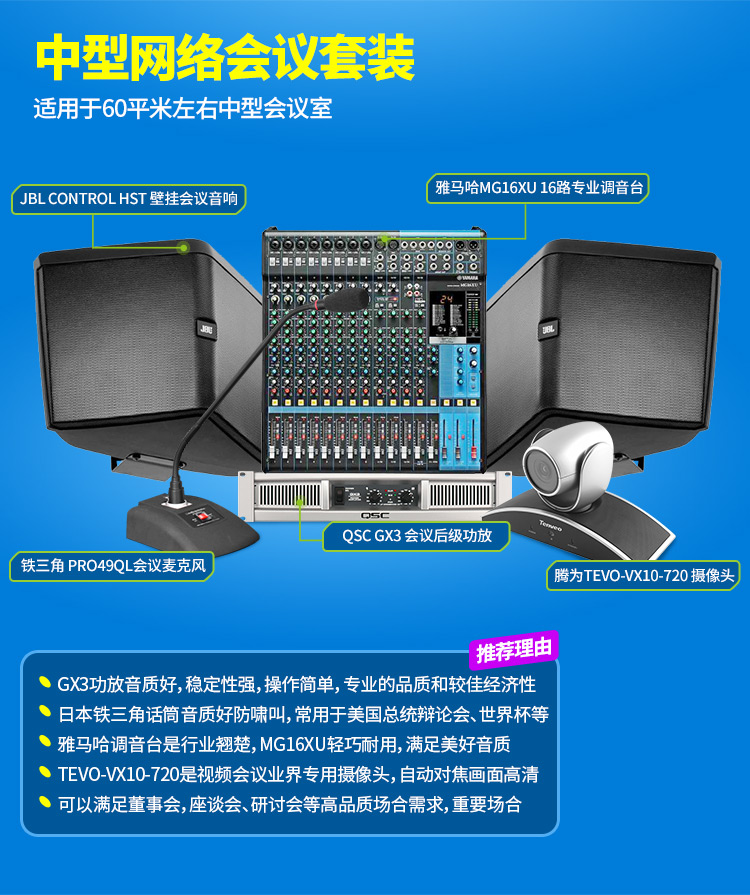 中型网络会议套装
适用于60平米左右中型会议室
雅马哈MG16XU 16路专业调音台
JBL CONTROL HST 壁挂会议音响
YAMAHA
24
JBL
JBL
QSC
GX3
Tenveo
QSC GX3 会议后级功放
铁三角 PRO49QL会议麦克风
腾为TEVO-VX10-720 摄像头
推荐理由
GX3功放音质好,稳定性强,操作简单,专业的品质和较佳经济性
日本铁三角话筒音质好防啸叫,常用于美国总统辩论会、世界杯等
雅马哈调音台是行业翘楚,MG16XU轻巧耐用,满足美好音质
TEVO-VX10-720是视频会议业界专用摄像头,自动对焦画面高清
可以满足董事会,座谈会、研讨会等高品质场合需求,重要场合